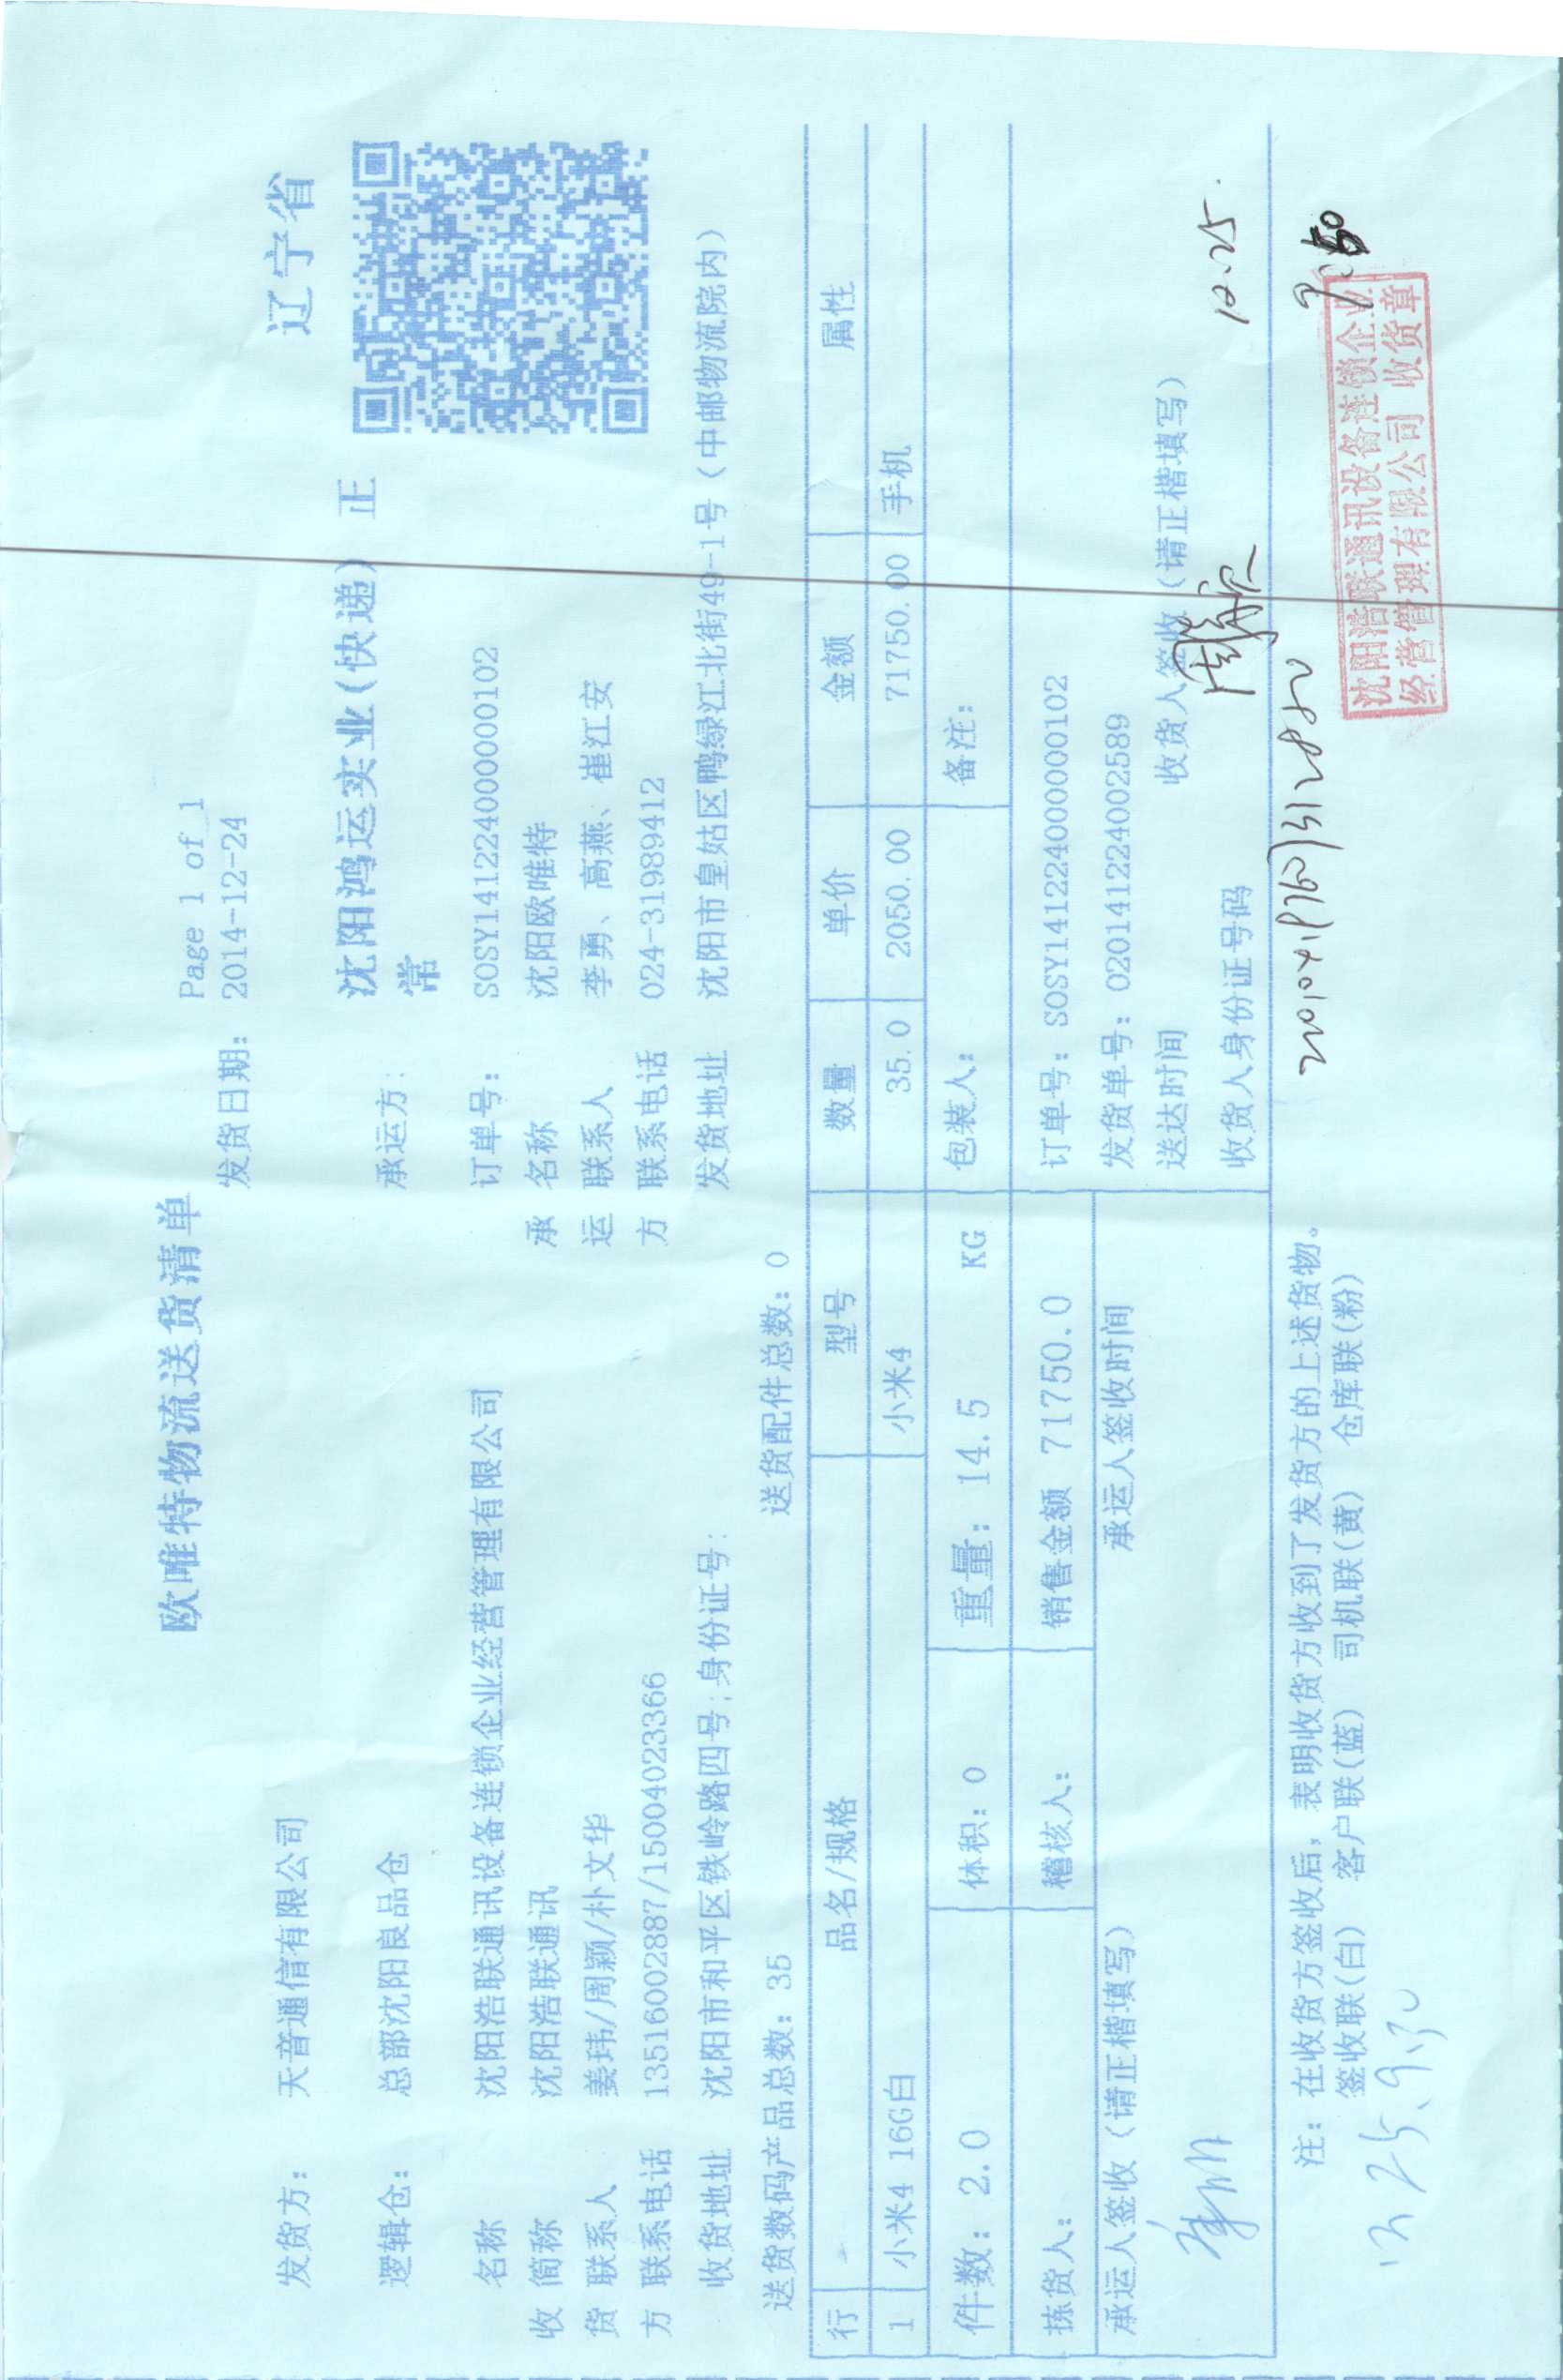 欧唯特物流送货清单
Page 1 of 1
发货日期: 2014-12-24
辽宁省
发货方: 天音通信有限公司
逻辑仓: 总部沈阳良品仓
承运方: 沈阳鸿运实业(快递) 正常
名称 沈阳浩联通讯设备连锁企业经营管理有限公司
订单号: SOSY14122400000102
收 简称 沈阳浩联通讯
承 名称 沈阳欧唯特
货 联系人 姜玮/周颖/朴文华
运 联系人 李勇、高燕、崔江安
方 联系电话 13516002887/15004023366
方 联系电话 024-31989412
收货地址 沈阳市和平区铁岭路四号;身份证号:
发货地址 沈阳市皇姑区鸭绿江北街49-1号(中邮物流院内)
送货数码产品总数: 35 送货配件总数: 0
行 品名/规格 型号 数量 单价 金额 属性
1 小米4 16G白 小米4 35.0 2050.00 71750.00 手机
件数: 2.0 体积: 0 重量: 14.5 KG 包装人: 备注:
拣货人: 稽核人: 销售金额 71750.0
订单号: SOSY14122400000102
发货单号: 0201412240025­89
承运人签收(请正楷填写) 承运人签收时间
送达时间 收货人签收(请正楷填写)
收货人身份证号码
12.25.
注: 在收货方签收后, 表明收货方收到了发货方的上述货物。
签收联(白) 客户联(蓝) 司机联(黄) 仓库联(粉)
沈阳浩联通讯设备连锁企业
经营管理有限公司 收货章